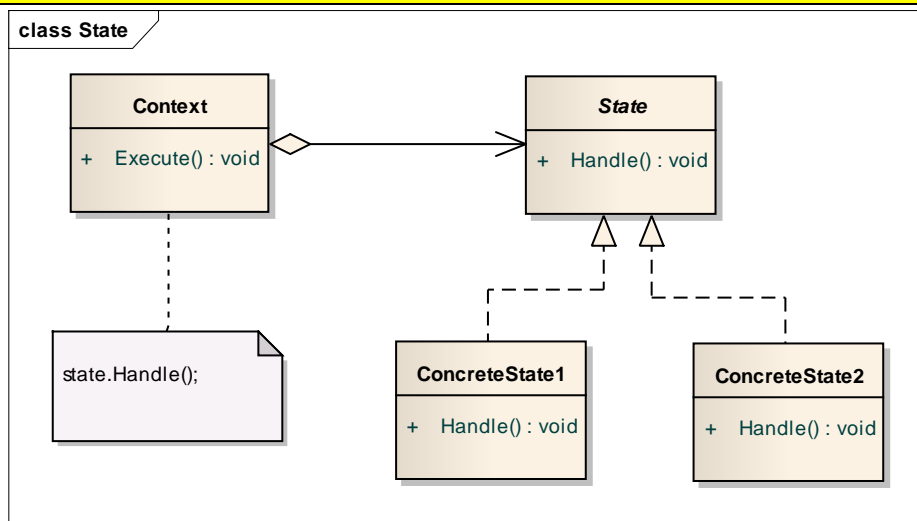 class State
Context
+ Execute() : void
State
+ Handle() : void
state.Handle();
ConcreteState1
+ Handle() : void
ConcreteState2
+ Handle() : void